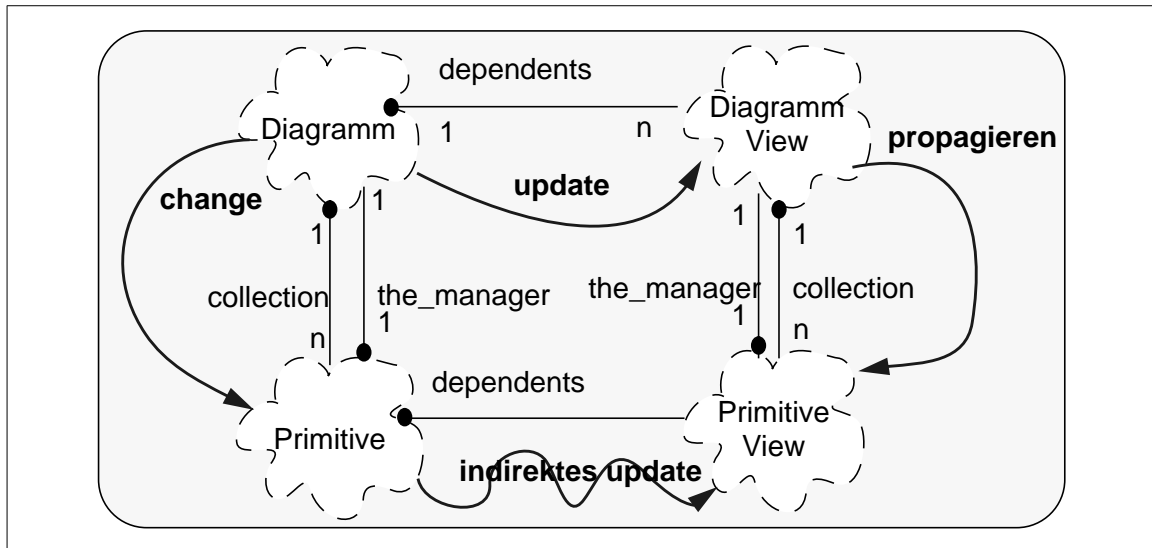 dependents
Diagramm
1
n
Diagramm
View
propagieren
change
update
1
1
1
1
collection
the_manager
the_manager
collection
n
1
1
n
dependents
Primitive
Primitive
View
indirektes update